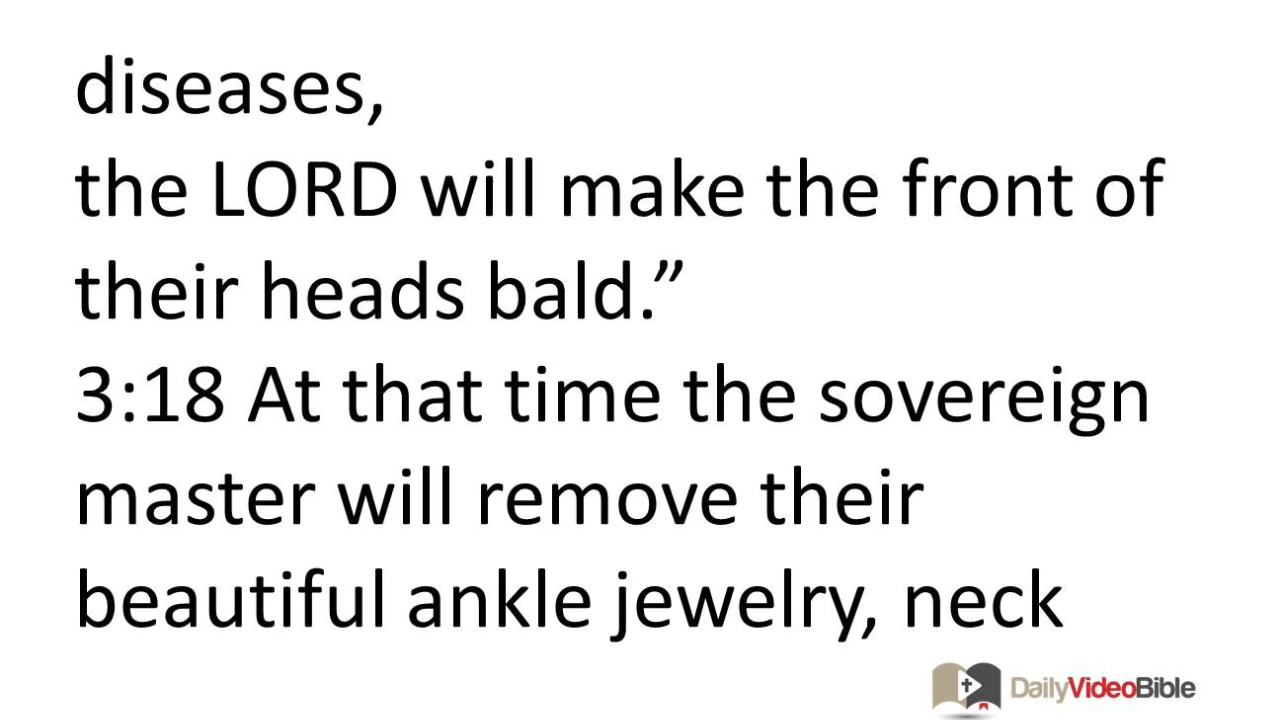 diseases,
the LORD will make the front of
their heads bald.”
3:18 At that time the sovereign
master will remove their
beautiful ankle jewelry, neck
DailyVideoBible